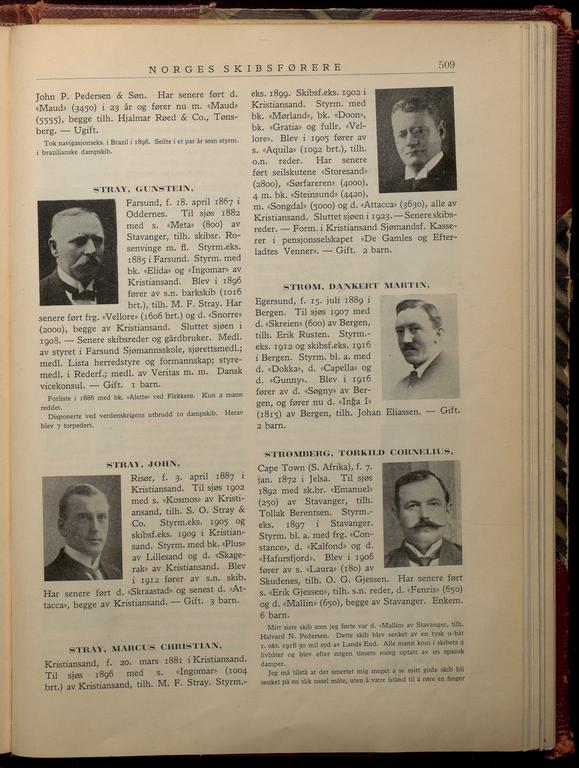 NORGES SKIBSFØRERE
509
John P. Pedersen & Søn. Har senere ført d.
«Maud» (3450) i 23 år og fører nu m. «Maud»
(5555), begge tilh. Hjalmar Røed & Co., Tøns-
berg. — Ugift.
Tok navigasjonseks. i Brazil i 1896. Seilte i et par år som styrm.
i brazilianske dampskib.
STRAY, GUNSTEIN,
Farsund, f. 18. april 1867 i
Oddernes. Til sjøs 1882
med s. «Meta» (800) av
Stavanger, tilh. skibsr. Ro-
senvinge m. fl. Styrm.eks.
1885 i Farsund. Styrm. med
bk. «Elida» og «Ingomar» av
Kristiansand. Blev i 1896
fører av s.n. barkskib (1016
brt.), tilh. M. F. Stray. Har
senere ført frg. «Vellore» (1606 brt.) og d. «Snorre»
(2000), begge av Kristiansand. Sluttet sjøen i
1908. — Senere skibsreder og gårdbruker. Medl.
av styret i Farsund Sjømannsskole, sjørettsmedl.;
medl. Lista herredstyre og formannskap; styre-
medl. i Rederf.; medl. av Veritas m. m. Dansk
vicekonsul. — Gift. 1 barn.
Forliste i 1886 med bk. «Alette» ved Flekkerø. Kun 2 mann
reddet.
Disponerte ved verdenskrigens utbrudd 10 dampskib. Herav
blev 7 torpedert.
STRAY, JOHN,
Risør, f. 3. april 1887 i
Kristiansand. Til sjøs 1902
med s. «Kosmos» av Kristi-
ansand, tilh. S. O. Stray &
Co. Styrm.eks. 1905 og
skibsf.eks. 1909 i Kristian-
sand. Styrm. med bk. «Plus»
av Lillesand og d. «Skage-
rak» av Kristiansand. Blev
i 1912 fører av s.n. skib.
Har senere ført d. «Skraastad» og senest d. «At-
tacca», begge av Kristiansand. — Gift. 3 barn.
STRAY, MARCUS CHRISTIAN,
Kristiansand, f. 20. mars 1881 i Kristiansand.
Til sjøs 1896 med s. «Ingomar» (1004
brt.) av Kristiansand, tilh. M. F. Stray. Styrm.-
eks. 1899. Skibsf.eks. 1902 i
Kristiansand. Styrm. med
bk. «Mørland», bk. «Doon»,
bk. «Gratia» og fullr. «Vel-
lore». Blev i 1905 fører av
s. «Aquila» (1092 brt.), tilh.
o.n. reder. Har senere
ført seilskutene «Storesand»
(2800), «Sørfareren» (4000),
4 m. bk. «Steinsund» (4420),
m. «Songdal» (5000) og d. «Attacca» (3630), alle av
Kristiansand. Sluttet sjøen i 1923. — Senere skibs-
reder. — Form. i Kristiansand Sjømandsf. Kasse-
rer i pensjonsselskapet «De Gamles og Efter-
ladtes Venner». — Gift. 2 barn.
STRØM, DANKERT MARTIN,
Egersund, f. 15. juli 1889 i
Bergen. Til sjøs 1907 med
d. «Skreien» (600) av Bergen,
tilh. Erik Rusten. Styrm.-
eks. 1912 og skibsf.eks. 1916
i Bergen. Styrm. bl. a. med
d. «Dokka», d. «Capella» og
d. «Gunny». Blev i 1916
fører av d. «Søgny» av Ber-
gen, og fører nu d. «Inga I»
(1815) av Bergen, tilh. Johan Eliassen. — Gift.
2 barn.
STRØMBERG, TORKILD CORNELIUS,
Cape Town (S. Afrika), f. 7.
jan. 1872 i Jelsa. Til sjøs
1892 med sk.br. «Emanuel»
(250) av Stavanger, tilh.
Tollak Berentsen. Styrm.-
eks. 1897 i Stavanger.
Styrm. bl. a. med frg. «Con-
stance», d. «Kalfond» og d.
«Hafursfjord». Blev i 1906
fører av s. «Laura» (180) av
Skudenes, tilh. O. G. Gjessen. Har senere ført
s. «Erik Gjessen», tilh. s.n. reder, d. «Fenris» (650)
og d. «Mallin» (650), begge av Stavanger. Enkem.
6 barn.
Mitt siste skib som jeg førte var d. «Mallin» av Stavanger, tilh.
Halvard N. Pedersen. Dette skib blev senket av en tysk u-båt
1. okt. 1916 30 mil syd av Lands End. Alle mann kom i skibets 2
livbåter og blev efter nogen timers roing optatt av en spansk
damper.
Jeg må tilstå at det smertet mig meget å se mitt gode skib bli
senket på en slik ussel måte, uten å være istand til å røre en finger